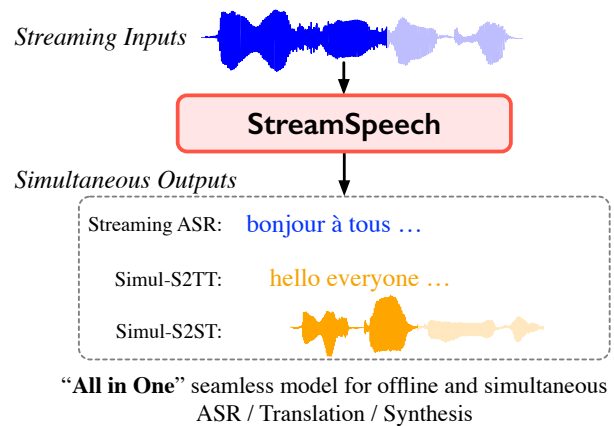 Streaming Inputs
StreamSpeech
Simultaneous Outputs
Streaming ASR: bonjour à tous …
Simul-S2TT: hello everyone …
Simul-S2ST:
“All in One” seamless model for offline and simultaneous
ASR / Translation / Synthesis